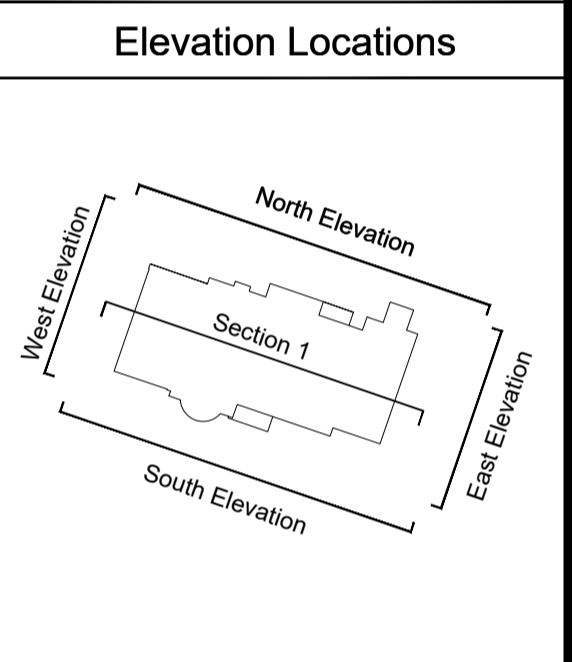 Elevation Locations
North Elevation
West Elevation
Section 1
East Elevation
South Elevation